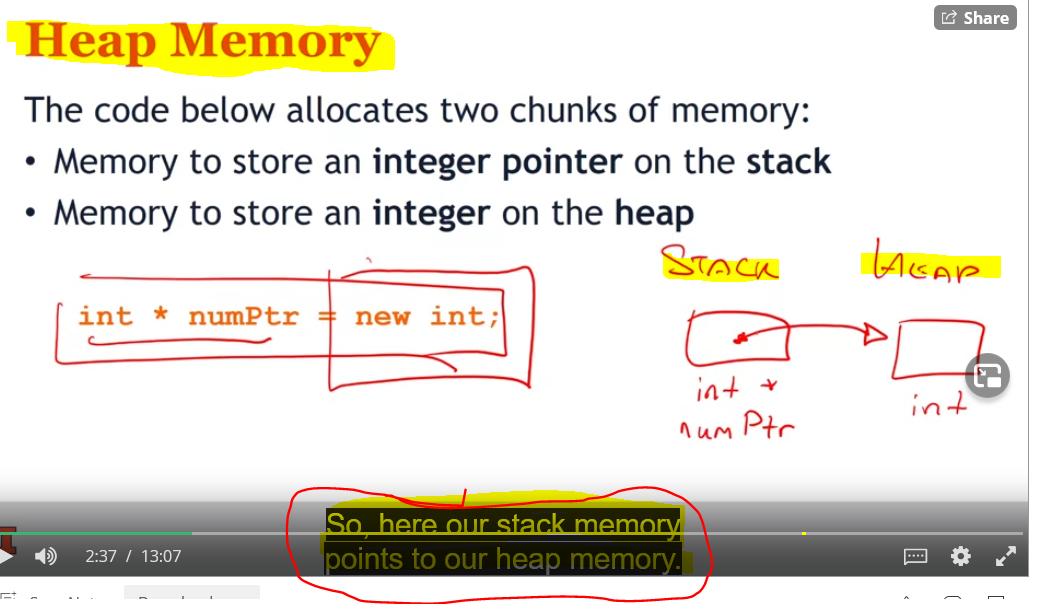 Share
Heap Memory
The code below allocates two chunks of memory:
• Memory to store an integer pointer on the stack
• Memory to store an integer on the heap
STACK
HEAP
int * numPtr = new int;
int *
numPtr
int
So, here our stack memory
points to our heap memory.
2:37 / 13:07